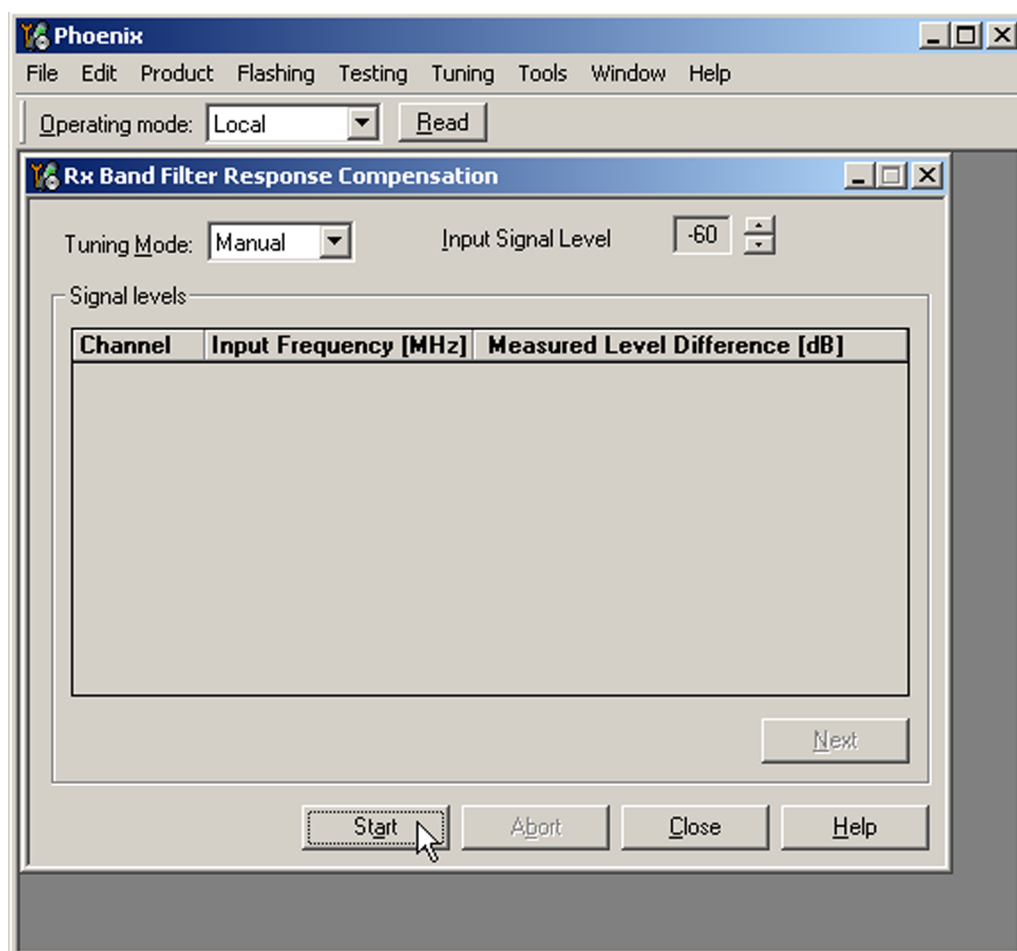 Phoenix
File Edit Product Flashing Testing Tuning Tools Window Help
Operating mode: Local Read
Rx Band Filter Response Compensation
Tuning Mode: Manual Input Signal Level -60
Signal levels
Channel Input Frequency [MHz] Measured Level Difference [dB]
Next
Start Abort Close Help